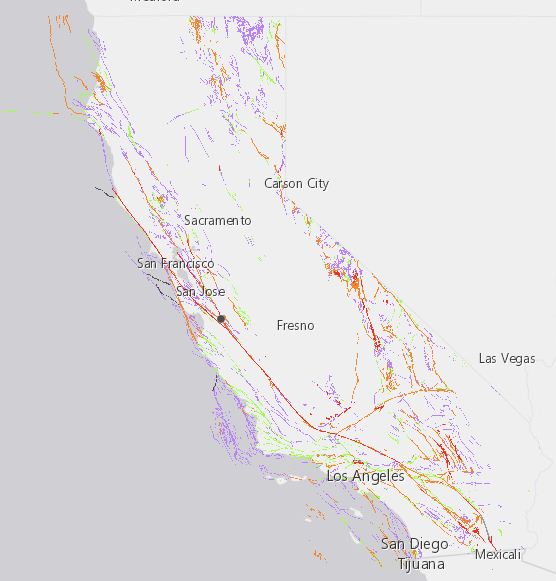 Carson City
Sacramento
San Francisco
San Jose
Fresno
Las Vegas
Los Angeles
San Diego
Mexicali
Tijuana